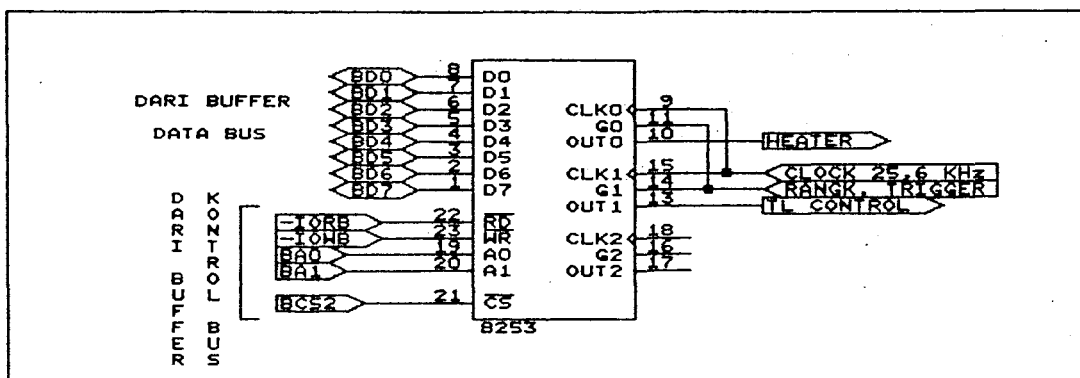 DARI BUFFER
DATA BUS
BD0 8 D0
BD1 7 D1
BD2 6 D2
BD3 5 D3
BD4 4 D4
BD5 3 D5
BD6 2 D6
BD7 1 D7
-IORB 22 RD
-IOWB 23 WR
BA0 19 A0
BA1 20 A1
BCS2 21 CS
DARI BUFFER
KONTROL BUS
CLK0 9
G0 11
OUT0 10 HEATER
CLK1 15 CLOCK 25,6 KHz
G1 14 RANGK. TRIGGER
OUT1 13 TL CONTROL
CLK2 18
G2 16
OUT2 17
8253